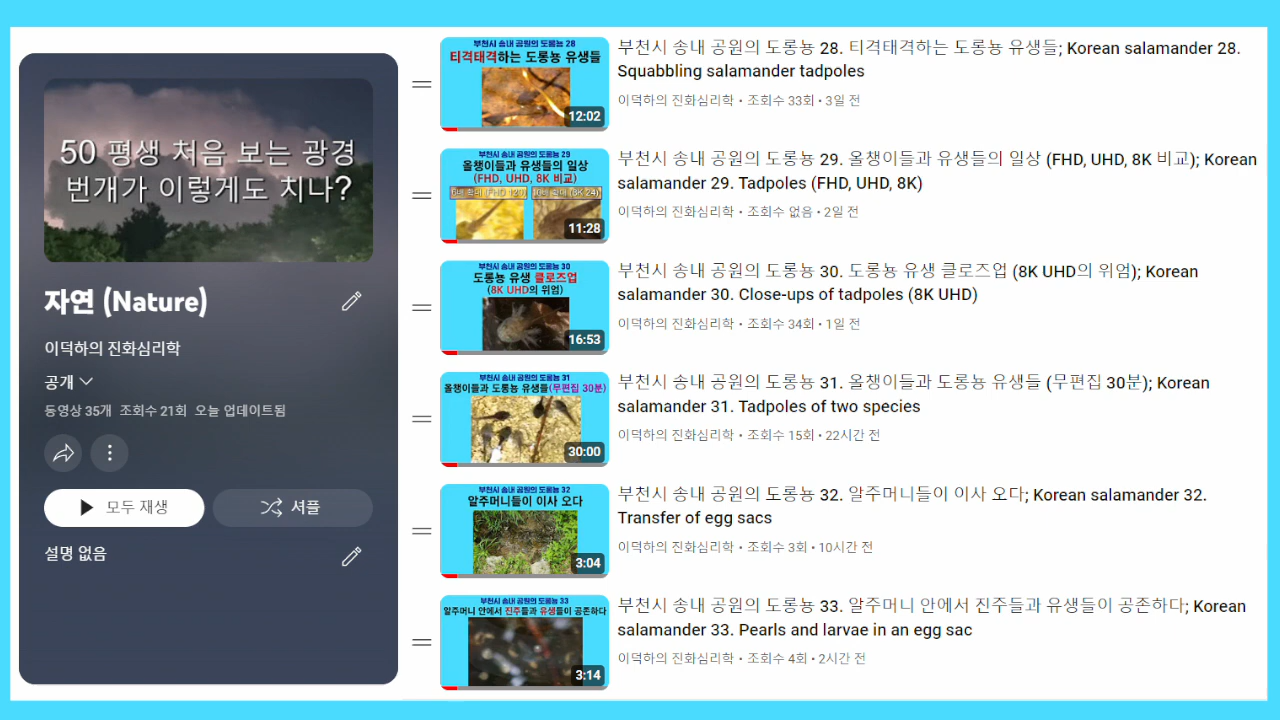 50 평생 처음 보는 광경
번개가 이렇게도 치나?
자연 (Nature)
이덕하의 진화심리학
공개
동영상 35개 조회수 21회 오늘 업데이트됨
모두 재생
셔플
설명 없음
부천시 송내 공원의 도롱뇽 28
티격태격하는 도롱뇽 유생들
12:02
부천시 송내 공원의 도롱뇽 28. 티격태격하는 도롱뇽 유생들; Korean salamander 28.
Squabbling salamander tadpoles
이덕하의 진화심리학 • 조회수 33회 • 3일 전
부천시 송내 공원의 도롱뇽 29
올챙이들과 유생들의 일상
(FHD, UHD, 8K 비교)
11:28
부천시 송내 공원의 도롱뇽 29. 올챙이들과 유생들의 일상 (FHD, UHD, 8K 비교); Korean
salamander 29. Tadpoles (FHD, UHD, 8K)
이덕하의 진화심리학 • 조회수 없음 • 2일 전
부천시 송내 공원의 도롱뇽 30
도롱뇽 유생 클로즈업
(8K UHD의 위엄)
16:53
부천시 송내 공원의 도롱뇽 30. 도롱뇽 유생 클로즈업 (8K UHD의 위엄); Korean
salamander 30. Close-ups of tadpoles (8K UHD)
이덕하의 진화심리학 • 조회수 34회 • 1일 전
부천시 송내 공원의 도롱뇽 31
올챙이들과 도롱뇽 유생들(무편집 30분)
30:00
부천시 송내 공원의 도롱뇽 31. 올챙이들과 도롱뇽 유생들 (무편집 30분); Korean
salamander 31. Tadpoles of two species
이덕하의 진화심리학 • 조회수 15회 • 22시간 전
부천시 송내 공원의 도롱뇽 32
알주머니들이 이사 오다
3:04
부천시 송내 공원의 도롱뇽 32. 알주머니들이 이사 오다; Korean salamander 32.
Transfer of egg sacs
이덕하의 진화심리학 • 조회수 3회 • 10시간 전
부천시 송내 공원의 도롱뇽 33
알주머니 안에서 진주들과 유생들이 공존하다
3:14
부천시 송내 공원의 도롱뇽 33. 알주머니 안에서 진주들과 유생들이 공존하다; Korean
salamander 33. Pearls and larvae in an egg sac
이덕하의 진화심리학 • 조회수 4회 • 2시간 전